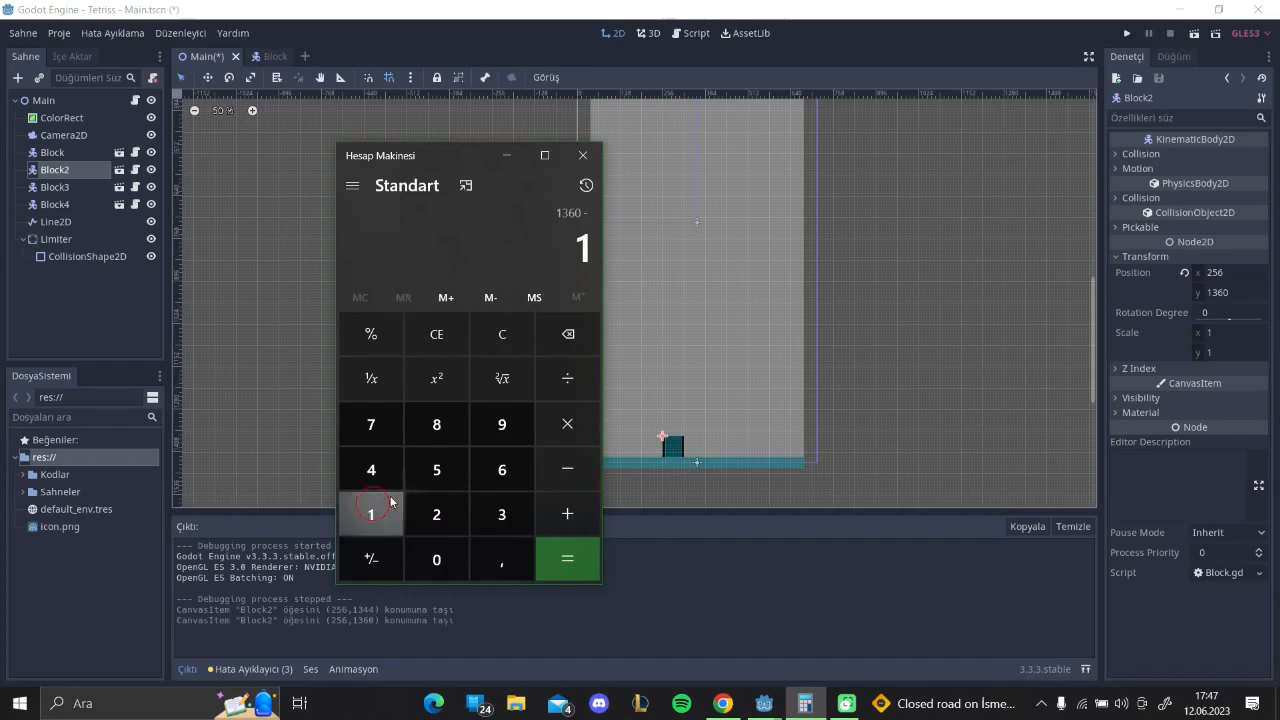 Godot Engine - Tetriss - Main.tscn (*)
Sahne Proje Hata Ayıklama Düzenleyici Yardım
2D 3D Script AssetLib
GLES3
Sahne İçe Aktar
Main(*) Block
Denetçi Düğüm
Düğümleri Süz
Görüş
50 %
Main
ColorRect
Camera2D
Block
Block2
Block3
Block4
Line2D
Limiter
CollisionShape2D
Hesap Makinesi
Standart
1360 -
1
MC MR M+ M- MS
% CE C
7 8 9 ×
4 5 6 −
1 2 3 +
+/− 0 , =
Block2
Özellikleri süz
KinematicBody2D
Collision
Motion
PhysicsBody2D
Collision
CollisionObject2D
Pickable
Node2D
Transform
Position x 256
y 1360
Rotation Degree 0
Scale x 1
y 1
Z Index
CanvasItem
Visibility
Material
Node
Editor Description
Pause Mode Inherit
Process Priority 0
Script Block.gd
DosyaSistemi
res://
Dosyaları ara
Beğeniler:
res://
Kodlar
Sahneler
default_env.tres
icon.png
Çıktı:
Kopyala Temizle
--- Debugging process started
Godot Engine v3.3.3.stable.off
OpenGL ES 3.0 Renderer: NVIDIA
OpenGL ES Batching: ON
--- Debugging process stopped ---
CanvasItem "Block2" öğesini (256,1344) konumuna taşı
CanvasItem "Block2" öğesini (256,1360) konumuna taşı
Çıktı Hata Ayıklayıcı (3) Ses Animasyon
3.3.3.stable
Ara
24
4
Closed road on İsme...
17:47
12.06.2023